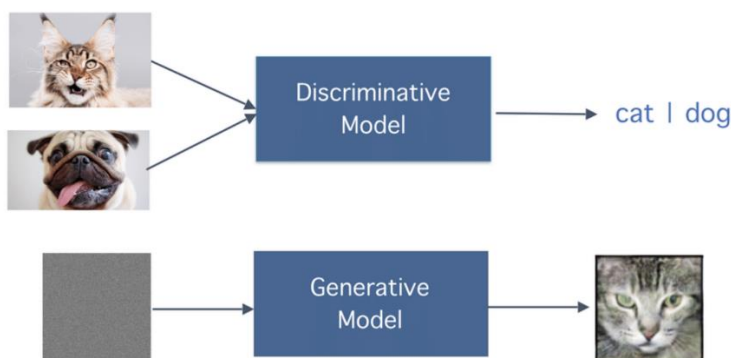 Discriminative
Model
cat | dog
Generative
Model